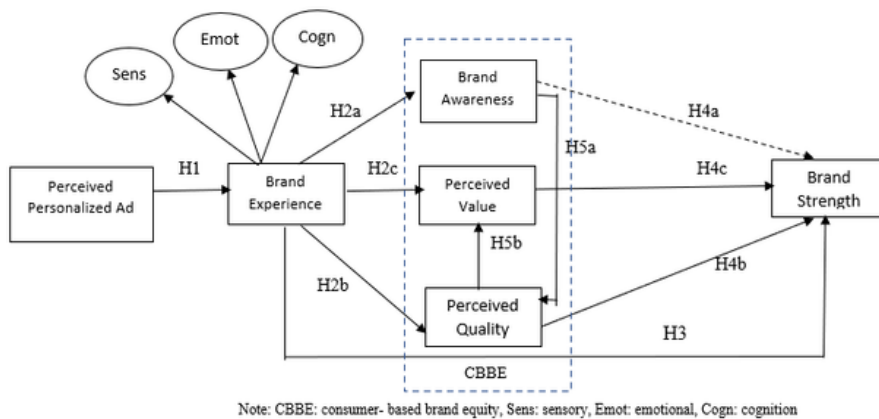 Emot
Cogn
Sens
Brand
Awareness
H2a
H4a
H5a
H1
H2c
H4c
Perceived
Personalized Ad
Brand
Experience
Perceived
Value
Brand
Strength
H5b
H2b
H4b
Perceived
Quality
H3
CBBE
Note: CBBE: consumer- based brand equity, Sens: sensory, Emot: emotional, Cogn: cognition